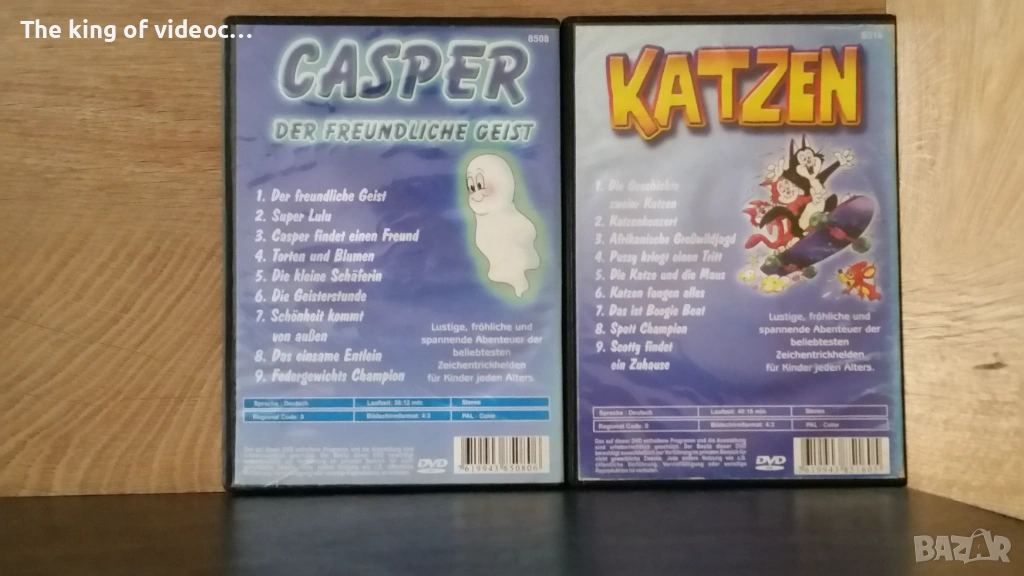 The king of videoc...
8508
CASPER
DER FREUNDLICHE GEIST
1. Der freundliche Geist
2. Super Lulu
3. Casper findet einen Freund
4. Torten und Blumen
5. Die kleine Schäferin
6. Die Geisterstunde
7. Schönheit kommt
von außen
8. Das einsame Entlein
9. Federgewichts Champion
Lustige, fröhliche und
spannende Abenteuer der
beliebtesten
Zeichentrickhelden
für Kinder jeden Alters.
Sprache: Deutsch
Laufzeit: 38:12 min
Stereo
Regional Code: 0
Bildschirmformat: 4:3
PAL - Color
DVD
7619943850806
KATZEN
1. Die Geschichte
zweier Katzen
2. Katzenkonzert
3. Afrikanische Großwildjagd
4. Pussy kriegt einen Tritt
5. Die Katze und die Maus
6. Katzen fangen alles
7. Das ist Boogie Beat
8. Spott Champion
9. Scotty findet
ein Zuhause
Lustige, fröhliche und
spannende Abenteuer der
beliebtesten
Zeichentrickhelden
für Kinder jeden Alters.
Sprache: Deutsch
Laufzeit: 40:18 min
Stereo
Regional Code: 0
Bildschirmformat: 4:3
PAL - Color
DVD
BAZAR